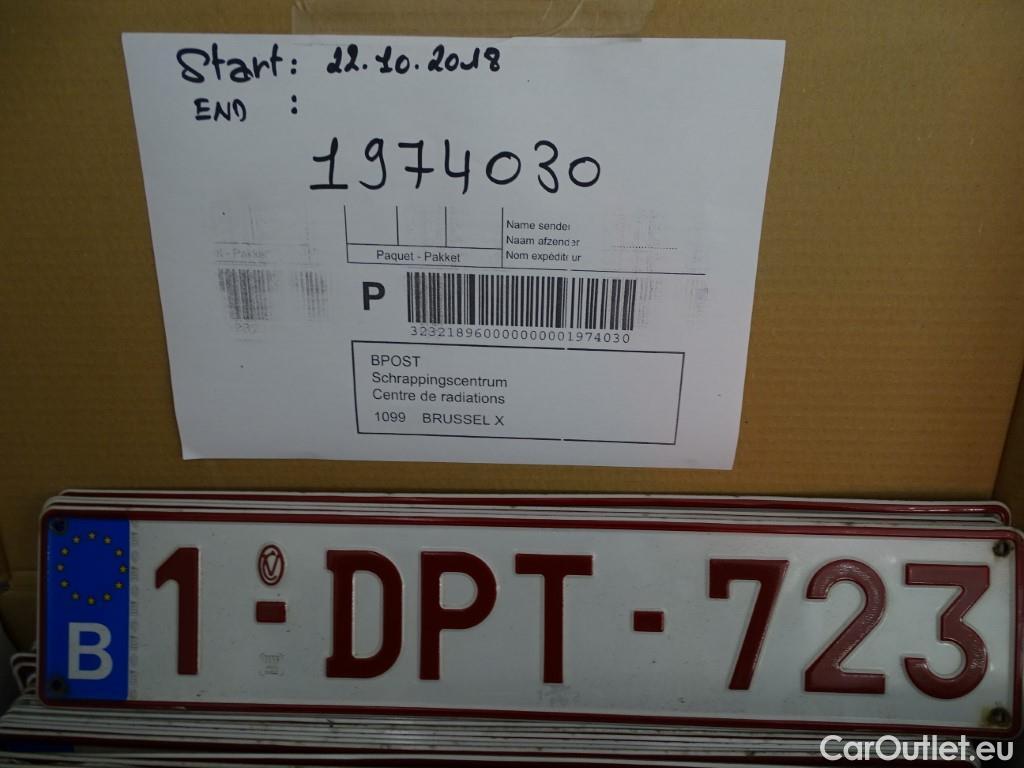 Start: 22.10.2018
END :
1974030
Name sender
Naam afzender
Nom expéditeur
Paquet - Pakket
P
323218960000000001974030
BPOST
Schrappingscentrum
Centre de radiations
1099 BRUSSEL X
B
1-DPT-723
CarOutlet.eu